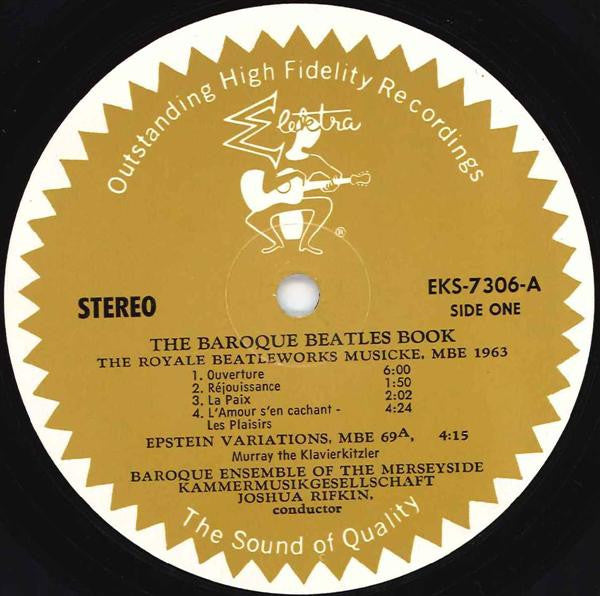 Outstanding High Fidelity Recordings
Elektra
®
STEREO
EKS-7306-A
SIDE ONE
THE BAROQUE BEATLES BOOK
THE ROYALE BEATLEWORKS MUSICKE, MBE 1963
1. Ouverture 6:00
2. Réjouissance 1:50
3. La Paix 2:02
4. L'Amour s'en cachant - 4:24
Les Plaisirs
EPSTEIN VARIATIONS, MBE 69A, 4:15
Murray the Klavierkitzler
BAROQUE ENSEMBLE OF THE MERSEYSIDE
KAMMERMUSIKGESELLSCHAFT
JOSHUA RIFKIN,
conductor
The Sound of Quality